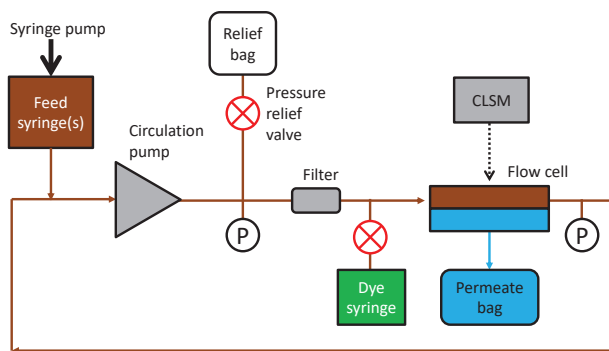 Syringe pump
Feed
syringe(s)
Circulation
pump
Relief
bag
Pressure
relief
valve
P
Filter
Dye
syringe
CLSM
Flow cell
P
Permeate
bag